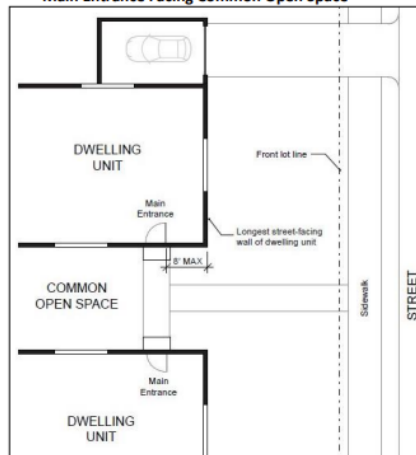 Main Entrance Facing Common Open Space
DWELLING
UNIT
Front lot line
Main
Entrance
Longest street-facing
wall of dwelling unit
8' MAX
COMMON
OPEN SPACE
Sidewalk
STREET
Main
Entrance
DWELLING
UNIT